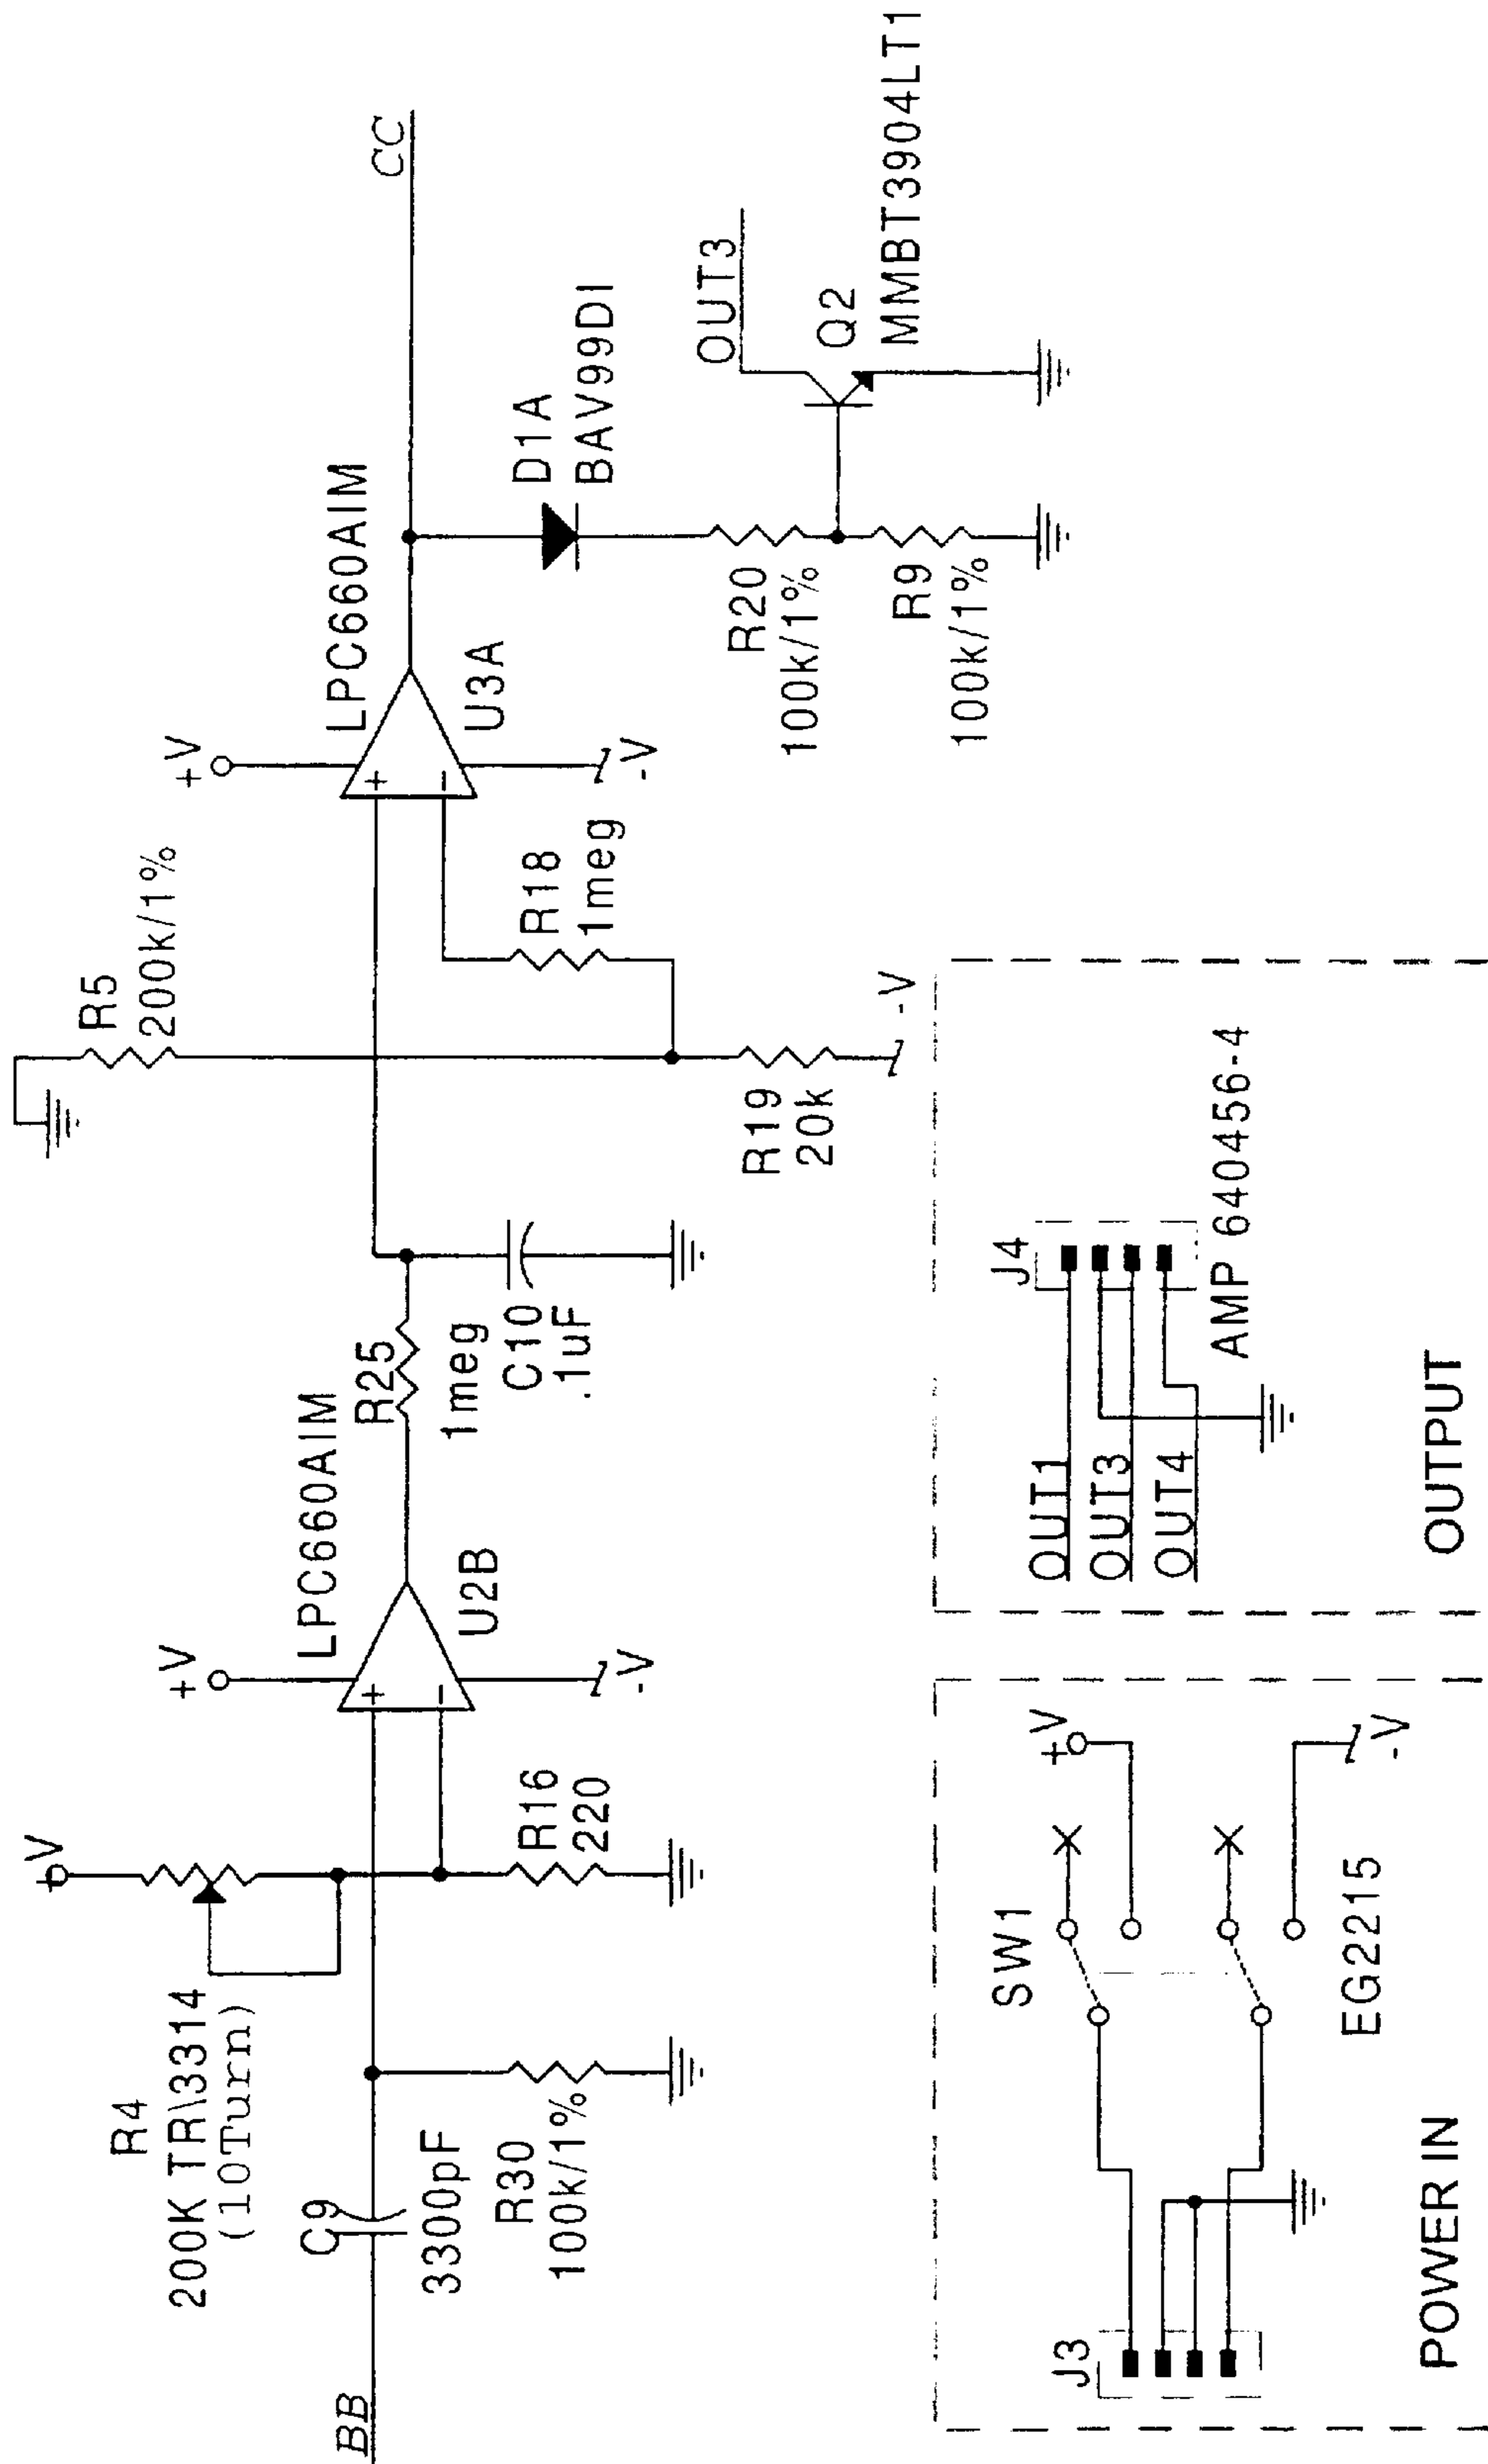 BB
C9
3300pF
R30
100k/1%
R4
200K TR\3314
(10Turn)
+V
R16
220
+V
LPC660AIM
+
-
U2B
-V
R25
1meg
C10
.1uF
R5
200k/1%
R19
20k
-V
R18
1meg
+V
LPC660AIM
+
-
U3A
-V
CC
D1A
BAV99DI
R20
100k/1%
R9
100k/1%
OUT3
Q2
MMBT3904LT1
J3
SW1
+V
-V
EG2215
POWER IN
J4
OUT1
OUT3
OUT4
AMP 640456-4
OUTPUT